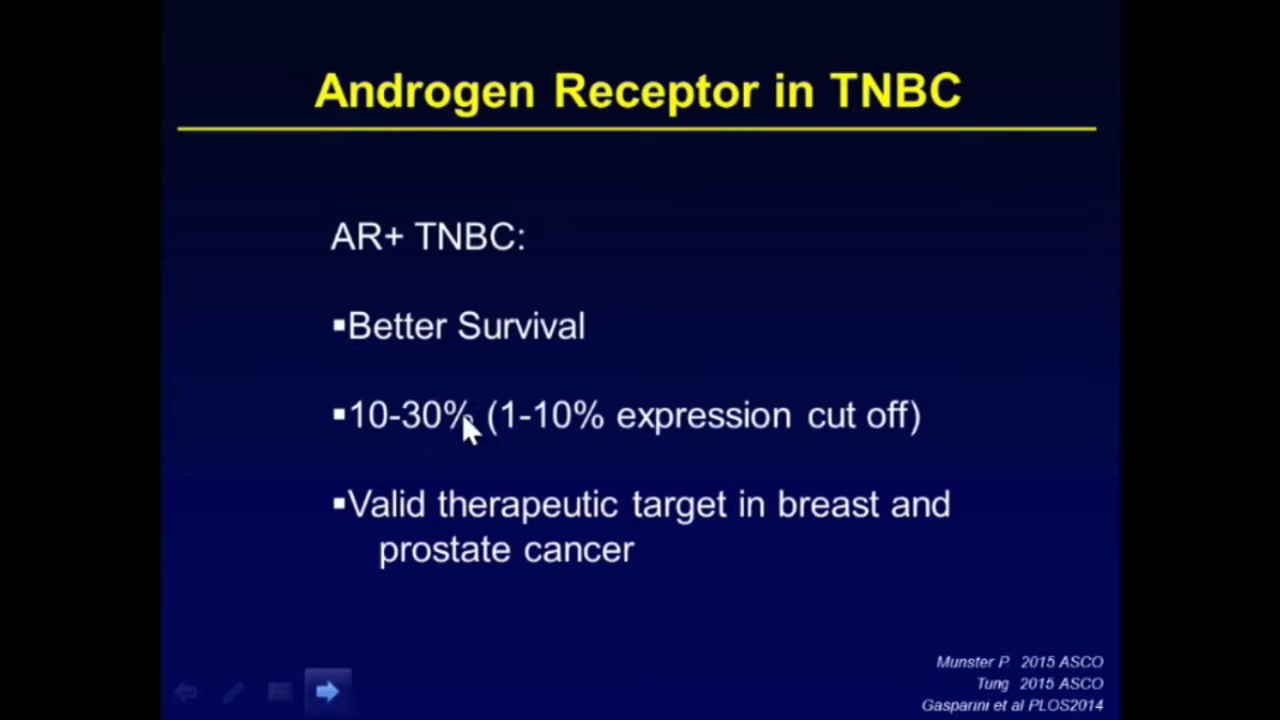 Androgen Receptor in TNBC
AR+ TNBC:
▪Better Survival
▪10-30% (1-10% expression cut off)
▪Valid therapeutic target in breast and
prostate cancer
Munster P. 2015 ASCO
Tung 2015 ASCO
Gasparini et al PLOS2014